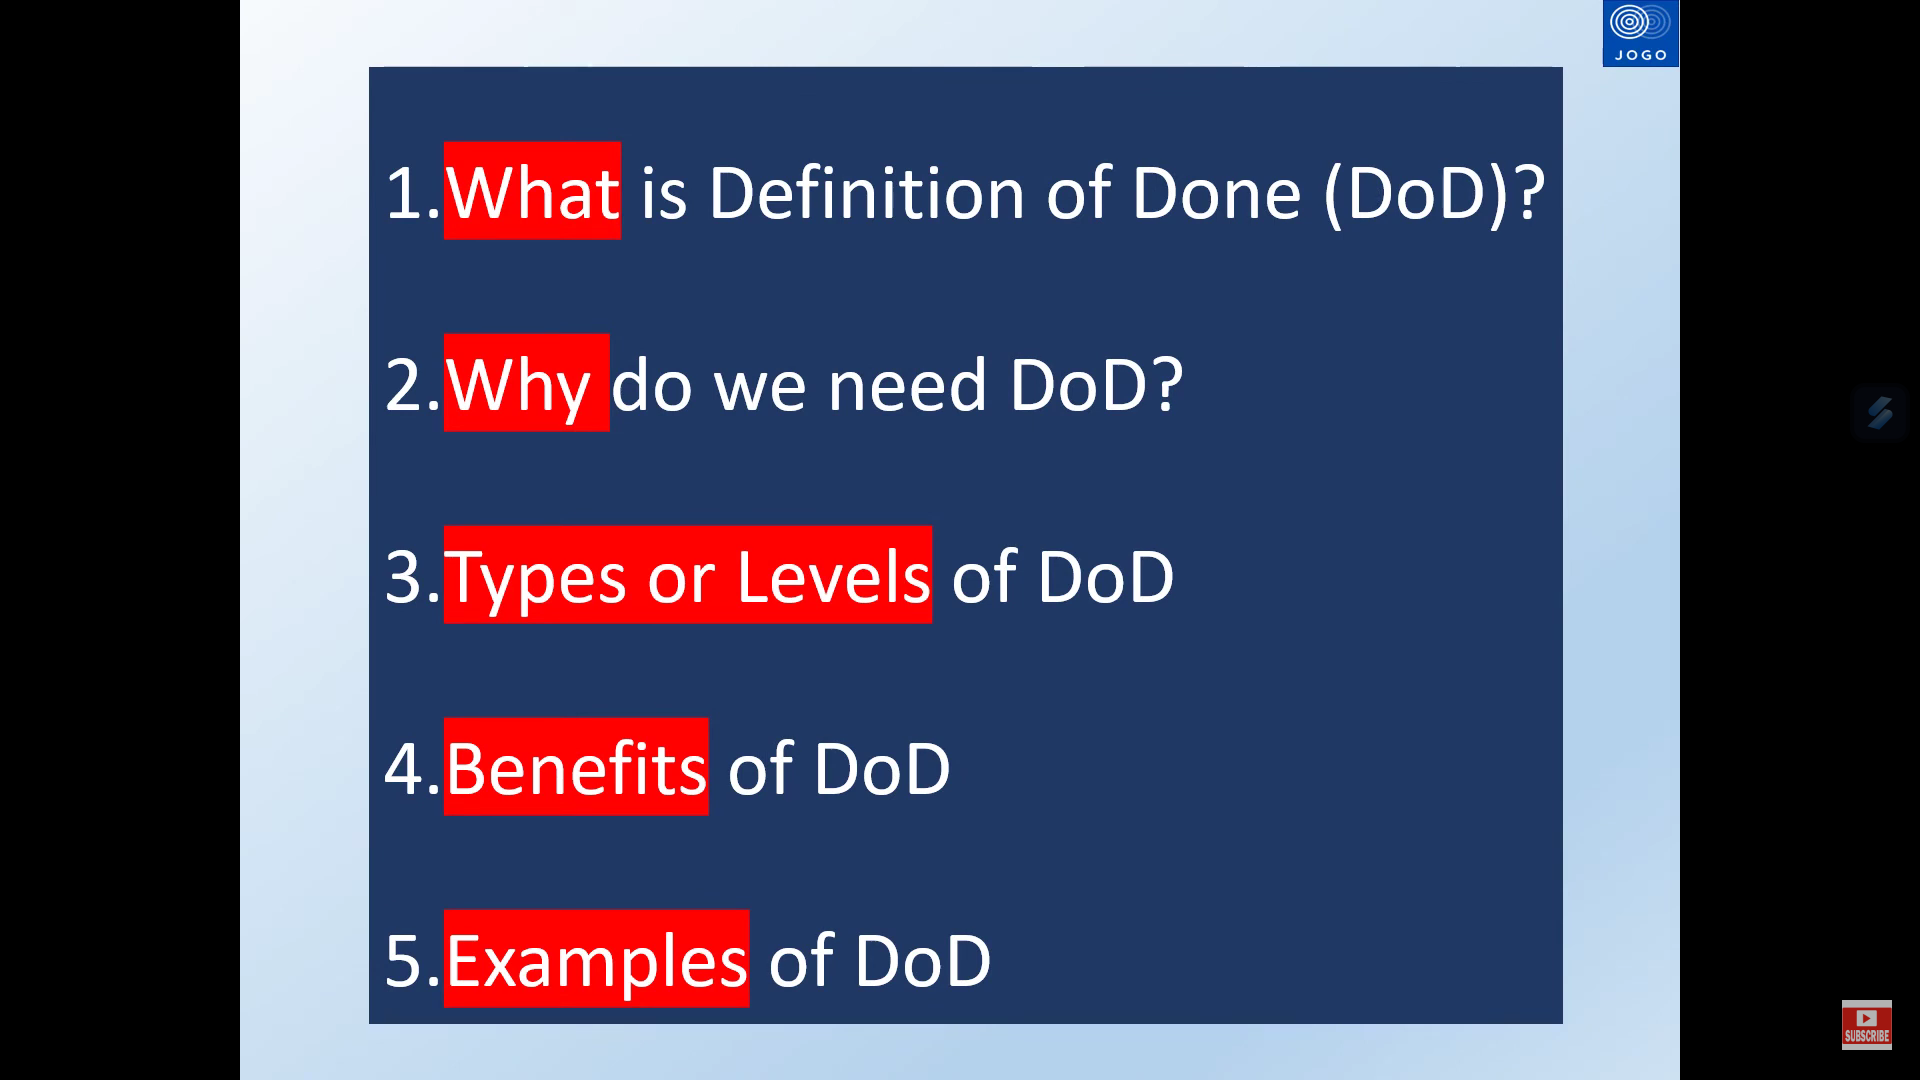 JOGO
1.What is Definition of Done (DoD)?
2.Why do we need DoD?
3.Types or Levels of DoD
4.Benefits of DoD
5.Examples of DoD
SUBSCRIBE